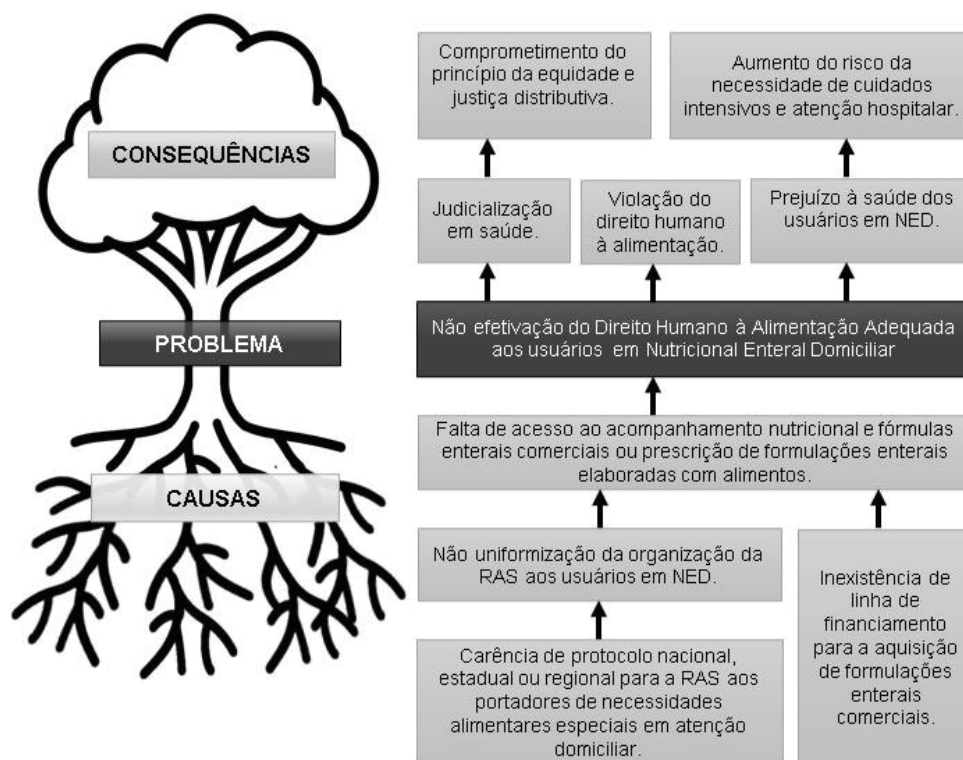 CONSEQUÊNCIAS
PROBLEMA
CAUSAS
Comprometimento do
princípio da equidade e
justiça distributiva.
Aumento do risco da
necessidade de cuidados
intensivos e atenção hospitalar.
Judicialização
em saúde.
Violação do
direito humano
à alimentação.
Prejuízo à saúde dos
usuários em NED.
Não efetivação do Direito Humano à Alimentação Adequada
aos usuários em Nutricional Enteral Domiciliar
Falta de acesso ao acompanhamento nutricional e fórmulas
enterais comerciais ou prescrição de formulações enterais
elaboradas com alimentos.
Não uniformização da organização da
RAS aos usuários em NED.
Inexistência de
linha de
financiamento
para a aquisição
de formulações
enterais
comerciais.
Carência de protocolo nacional,
estadual ou regional para a RAS aos
portadores de necessidades
alimentares especiais em atenção
domiciliar.